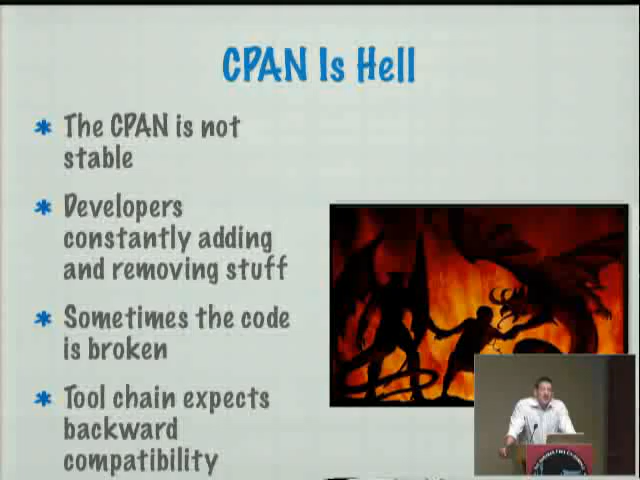 CPAN Is Hell
* The CPAN is not
stable
* Developers
constantly adding
and removing stuff
* Sometimes the code
is broken
* Tool chain expects
backward
compatibility